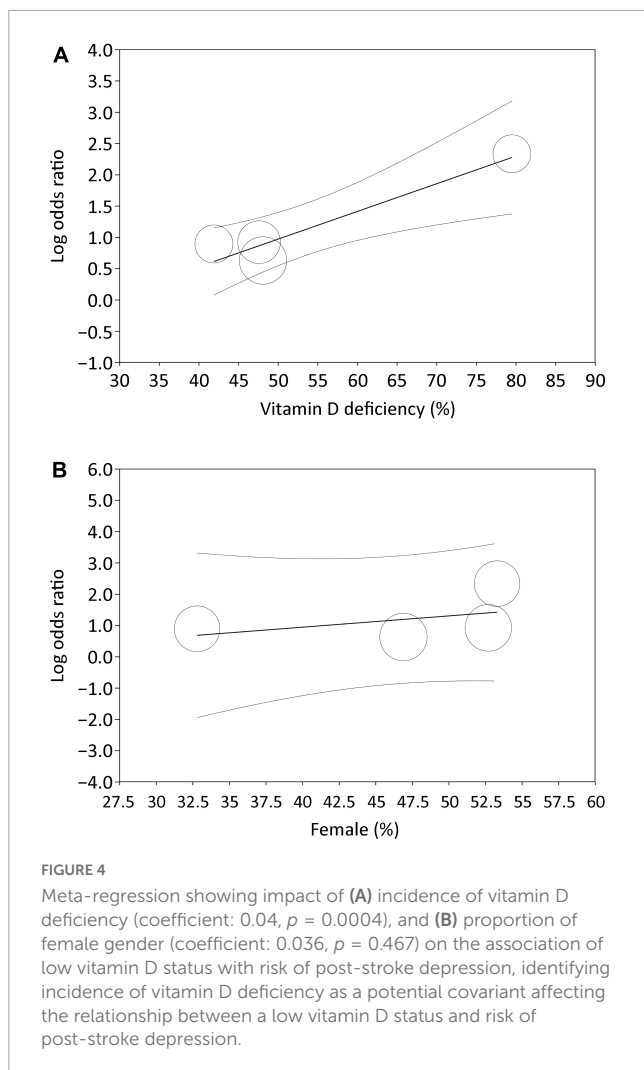 A
4.0
3.5
3.0
2.5
2.0
1.5
1.0
0.5
0.0
−0.5
−1.0
Log odds ratio
30 35 40 45 50 55 60 65 70 75 80 85 90
Vitamin D deficiency (%)
B
6.0
5.0
4.0
3.0
2.0
1.0
0.0
−1.0
−2.0
−3.0
−4.0
Log odds ratio
27.5 30 32.5 35 37.5 40 42.5 45 47.5 50 52.5 55 57.5 60
Female (%)
FIGURE 4
Meta-regression showing impact of (A) incidence of vitamin D
deficiency (coefficient: 0.04, p = 0.0004), and (B) proportion of
female gender (coefficient: 0.036, p = 0.467) on the association of
low vitamin D status with risk of post-stroke depression, identifying
incidence of vitamin D deficiency as a potential covariant affecting
the relationship between a low vitamin D status and risk of
post-stroke depression.